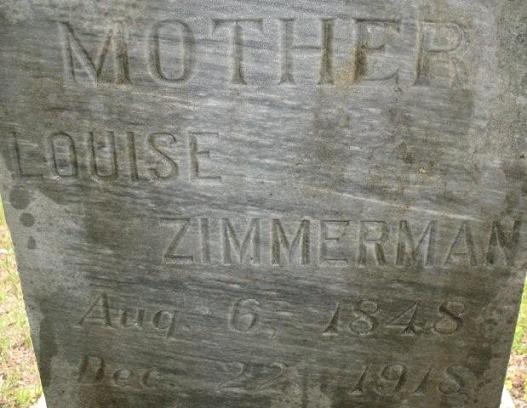 MOTHER
LOUISE
ZIMMERMAN
Aug. 6, 1848
Dec. 22, 1918